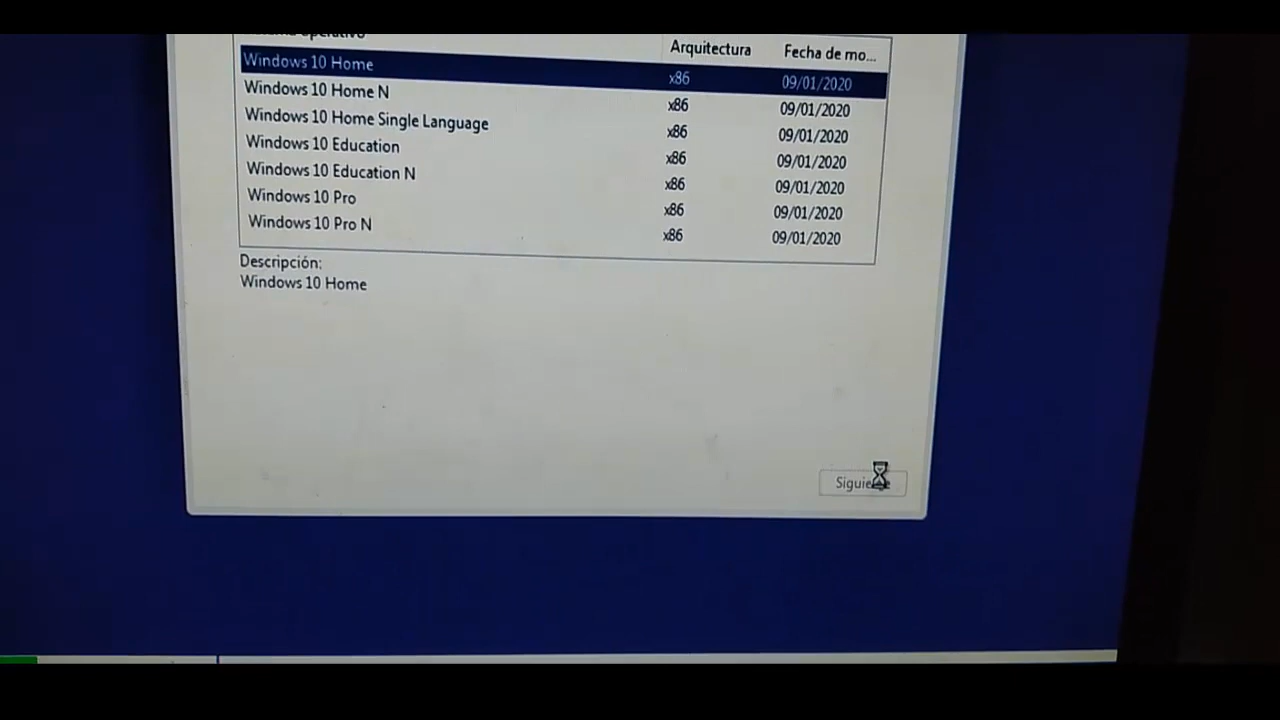 Arquitectura Fecha de mo...
Windows 10 Home x86 09/01/2020
Windows 10 Home N x86 09/01/2020
Windows 10 Home Single Language x86 09/01/2020
Windows 10 Education x86 09/01/2020
Windows 10 Education N x86 09/01/2020
Windows 10 Pro x86 09/01/2020
Windows 10 Pro N x86 09/01/2020
Descripción:
Windows 10 Home